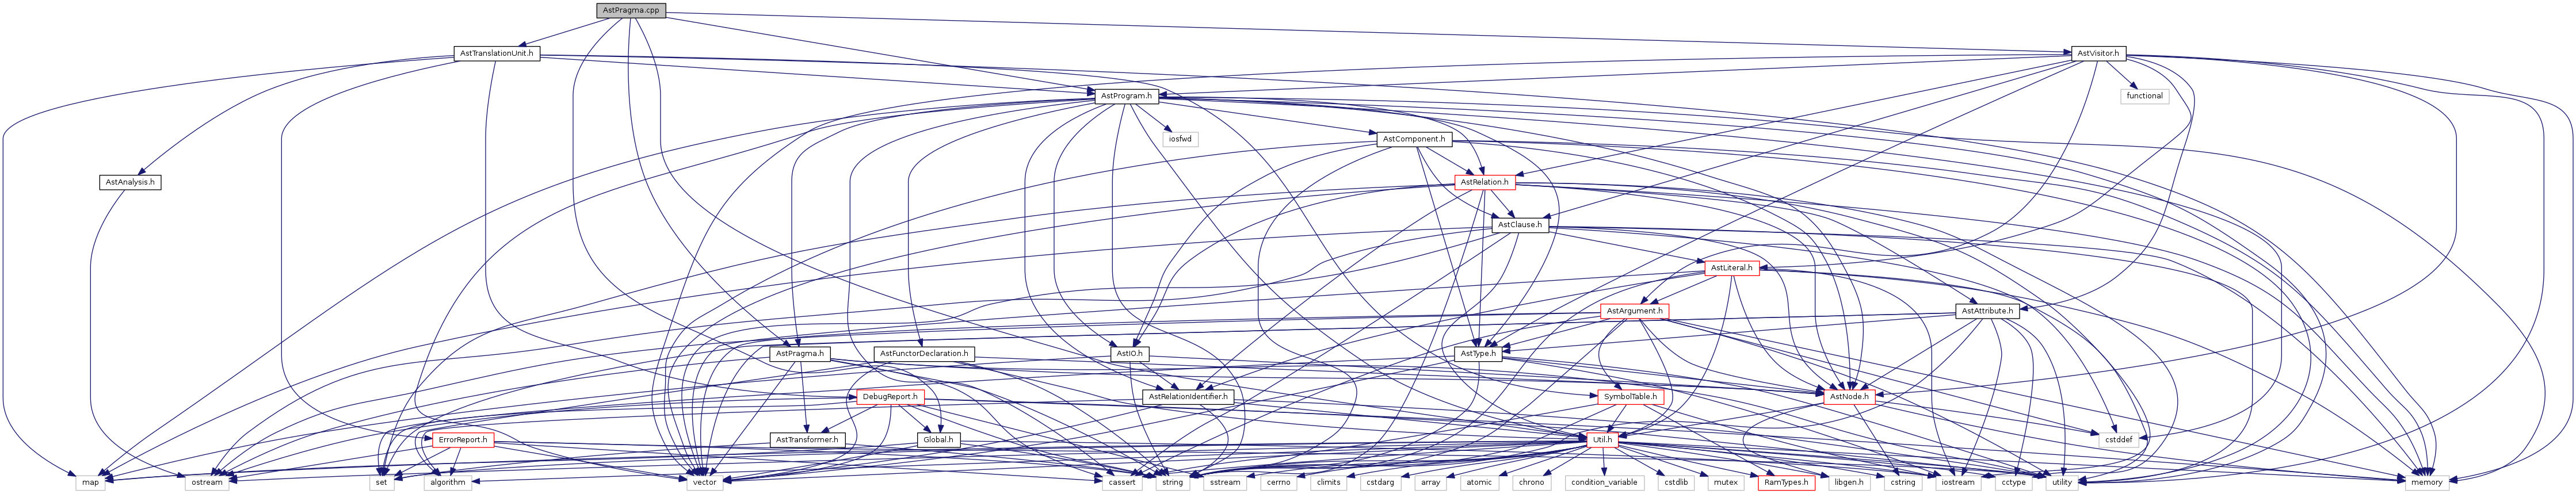 AstPragma.cpp
AstTranslationUnit.h
AstVisitor.h
AstProgram.h
functional
iosfwd
AstComponent.h
AstAnalysis.h
AstRelation.h
AstClause.h
AstLiteral.h
AstArgument.h
AstAttribute.h
AstPragma.h
AstFunctorDeclaration.h
AstIO.h
AstType.h
DebugReport.h
AstRelationIdentifier.h
SymbolTable.h
AstNode.h
ErrorReport.h
AstTransformer.h
Global.h
Util.h
cstddef
map
ostream
set
algorithm
vector
cassert
string
sstream
cerrno
climits
cstdarg
array
atomic
chrono
condition_variable
cstdlib
mutex
RamTypes.h
libgen.h
cstring
iostream
cctype
utility
memory